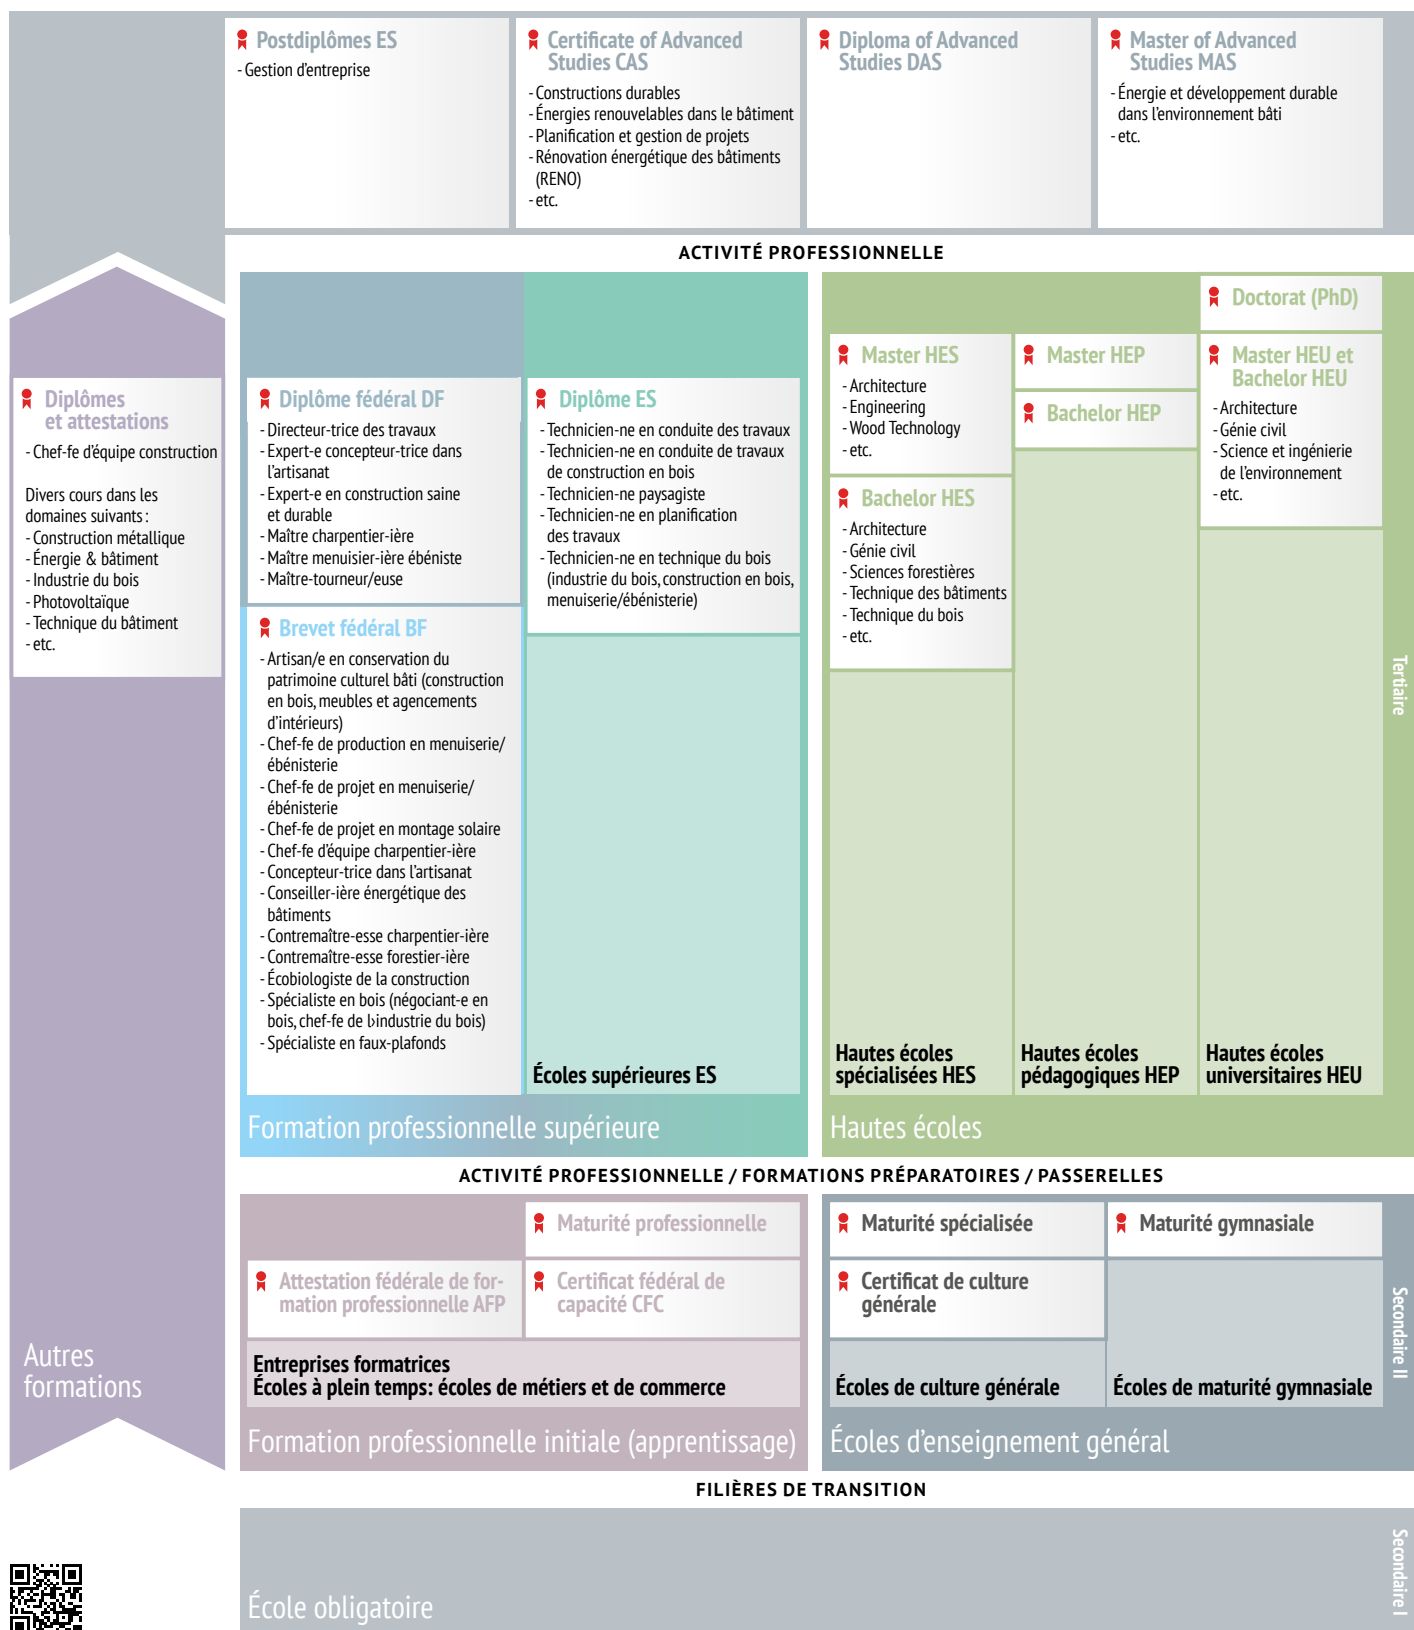 Postdiplômes ES
- Gestion d'entreprise
Certificate of Advanced
Studies CAS
- Constructions durables
- Énergies renouvelables dans le bâtiment
- Planification et gestion de projets
- Rénovation énergétique des bâtiments
(RENO)
- etc.
Diploma of Advanced
Studies DAS
Master of Advanced
Studies MAS
- Énergie et développement durable
dans l'environnement bâti
- etc.
ACTIVITÉ PROFESSIONNELLE
Diplômes
et attestations
- Chef-fe d'équipe construction
Divers cours dans les
domaines suivants :
- Construction métallique
- Énergie & bâtiment
- Industrie du bois
- Photovoltaïque
- Technique du bâtiment
- etc.
Diplôme fédéral DF
- Directeur-trice des travaux
- Expert-e concepteur-trice dans
l'artisanat
- Expert-e en construction saine
et durable
- Maître charpentier-ière
- Maître menuisier-ière ébéniste
- Maître-tourneur/euse
Brevet fédéral BF
- Artisan/e en conservation du
patrimoine culturel bâti (construction
en bois, meubles et agencements
d'intérieurs)
- Chef-fe de production en menuiserie/
ébénisterie
- Chef-fe de projet en menuiserie/
ébénisterie
- Chef-fe de projet en montage solaire
- Chef-fe d'équipe charpentier-ière
- Concepteur-trice dans l'artisanat
- Conseiller-ière énergétique des
bâtiments
- Contremaître-esse charpentier-ière
- Contremaître-esse forestier-ière
- Écobiologiste de la construction
- Spécialiste en bois (négociant-e en
bois, chef-fe de l›industrie du bois)
- Spécialiste en faux-plafonds
Diplôme ES
- Technicien-ne en conduite des travaux
- Technicien-ne en conduite de travaux
de construction en bois
- Technicien-ne paysagiste
- Technicien-ne en planification
des travaux
- Technicien-ne en technique du bois
(industrie du bois, construction en bois,
menuiserie/ébénisterie)
Écoles supérieures ES
Formation professionnelle supérieure
Master HES
- Architecture
- Engineering
- Wood Technology
- etc.
Bachelor HES
- Architecture
- Génie civil
- Sciences forestières
- Technique des bâtiments
- Technique du bois
- etc.
Hautes écoles
spécialisées HES
Master HEP
Bachelor HEP
Hautes écoles
pédagogiques HEP
Doctorat (PhD)
Master HEU et
Bachelor HEU
- Architecture
- Génie civil
- Science et ingénierie
de l'environnement
- etc.
Hautes écoles
universitaires HEU
Hautes écoles
Tertiaire
ACTIVITÉ PROFESSIONNELLE / FORMATIONS PRÉPARATOIRES / PASSERELLES
Maturité professionnelle
Attestation fédérale de for-
mation professionnelle AFP
Certificat fédéral de
capacité CFC
Entreprises formatrices
Écoles à plein temps: écoles de métiers et de commerce
Formation professionnelle initiale (apprentissage)
Maturité spécialisée
Certificat de culture
générale
Écoles de culture générale
Maturité gymnasiale
Écoles de maturité gymnasiale
Écoles d'enseignement général
Secondaire II
Autres
formations
FILIÈRES DE TRANSITION
École obligatoire
Secondaire I